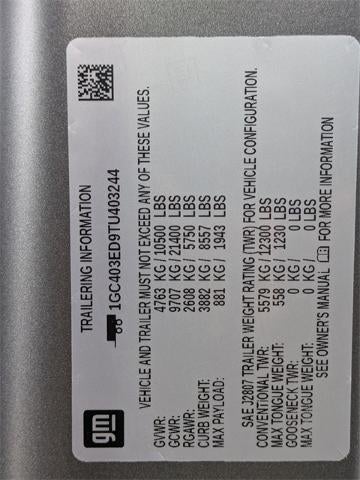 gm
TRAILERING INFORMATION
1GC403ED9TU403244
VEHICLE AND TRAILER MUST NOT EXCEED ANY OF THESE VALUES.
GVWR: 4763 KG / 10500 LBS
GCWR: 9707 KG / 21400 LBS
RGAWR: 2608 KG / 5750 LBS
CURB WEIGHT: 3882 KG / 8557 LBS
MAX PAYLOAD: 881 KG / 1943 LBS
SAE J2807 TRAILER WEIGHT RATING (TWR) FOR VEHICLE CONFIGURATION.
CONVENTIONAL TWR: 5579 KG / 12300 LBS
MAX TONGUE WEIGHT: 558 KG / 1230 LBS
GOOSENECK TWR: 0 KG / 0 LBS
MAX TONGUE WEIGHT: 0 KG / 0 LBS
SEE OWNER'S MANUAL FOR MORE INFORMATION